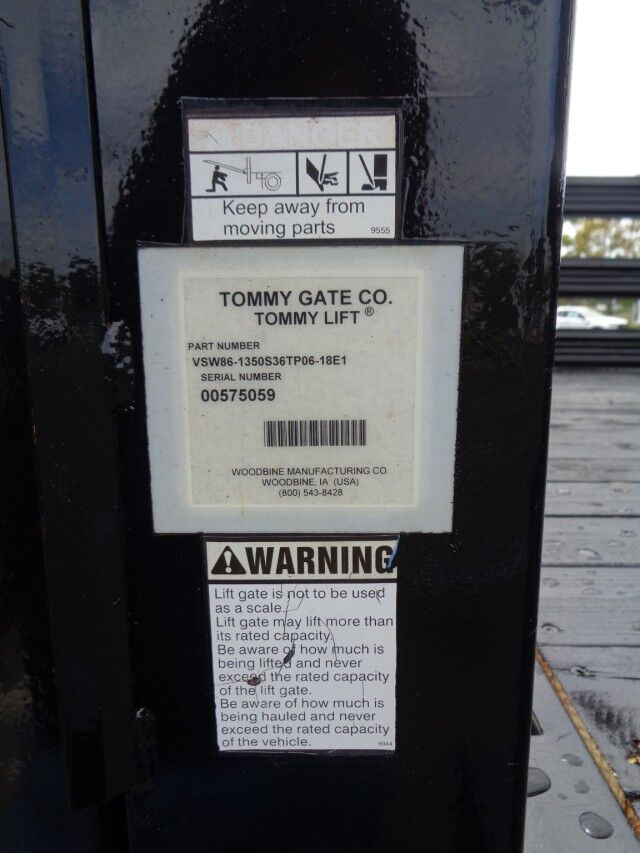 DANGER
Keep away from
moving parts 9555
TOMMY GATE CO.
TOMMY LIFT ®
PART NUMBER
VSW86-1350S36TP06-18E1
SERIAL NUMBER
00575059
WOODBINE MANUFACTURING CO.
WOODBINE, IA (USA)
(800) 543-8428
WARNING
Lift gate is not to be used
as a scale.
Lift gate may lift more than
its rated capacity.
Be aware of how much is
being lifted and never
exceed the rated capacity
of the lift gate.
Be aware of how much is
being hauled and never
exceed the rated capacity
of the vehicle. 9044